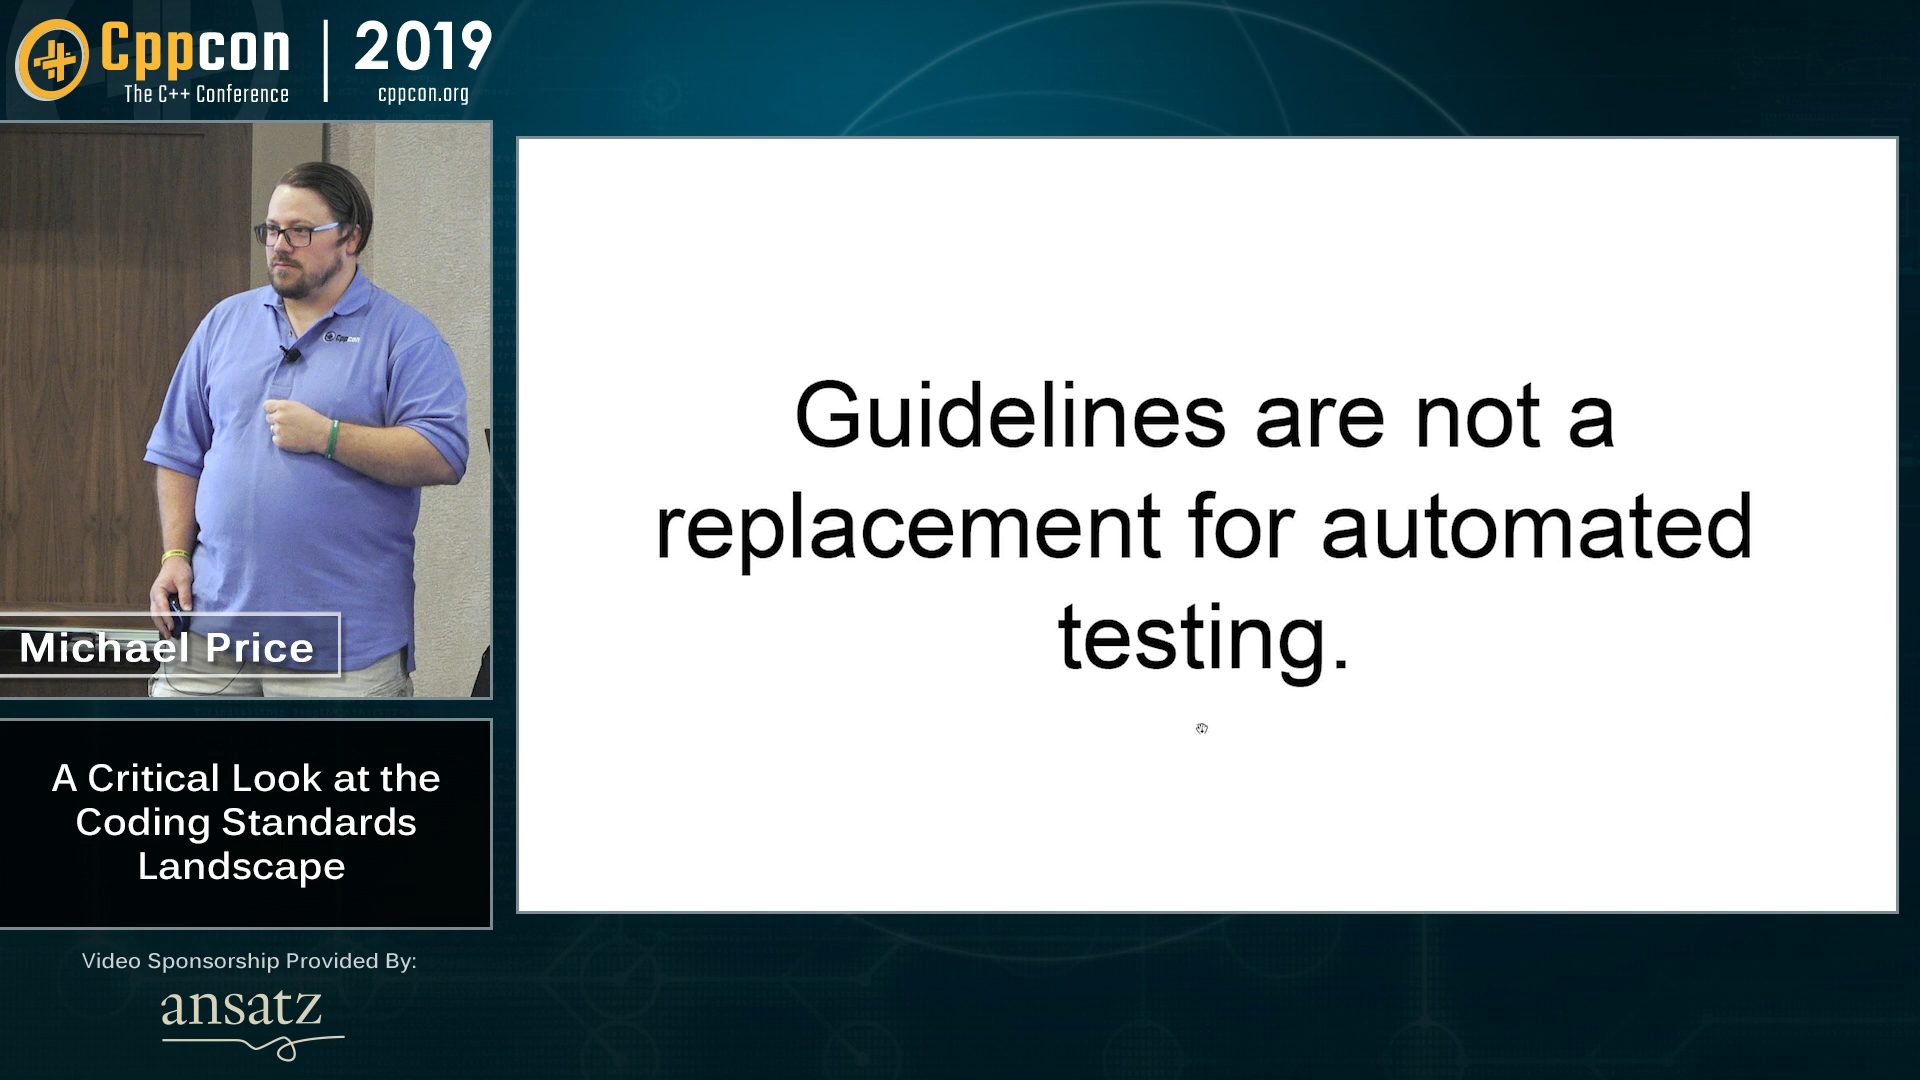 Cppcon
The C++ Conference
2019
cppcon.org
Cppcon
Michael Price
A Critical Look at the
Coding Standards
Landscape
Video Sponsorship Provided By:
ansatz
Guidelines are not a
replacement for automated
testing.